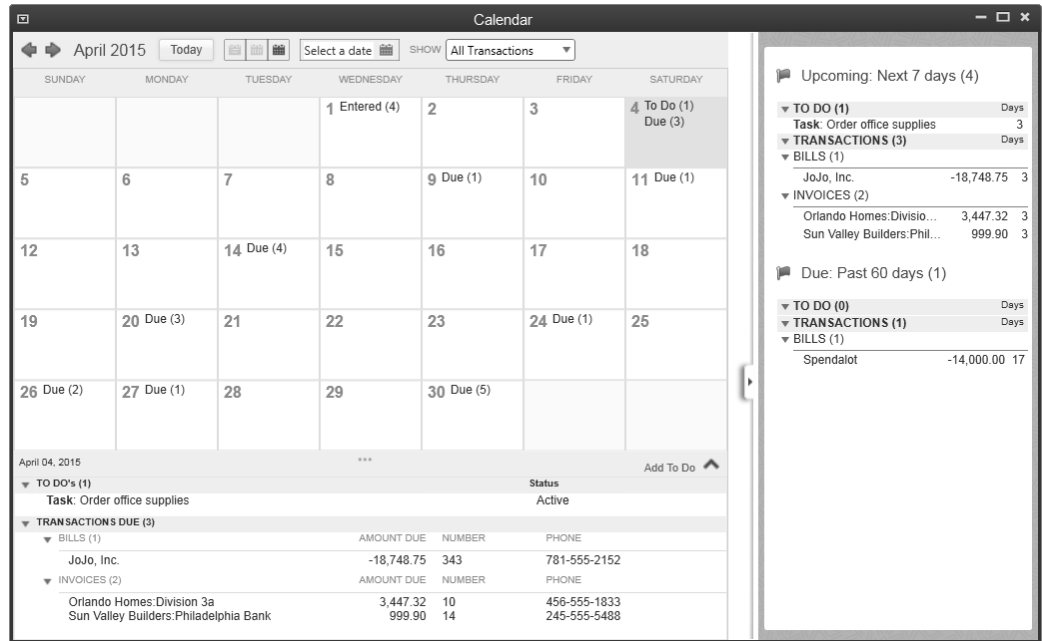 Calendar
April 2015 Today Select a date SHOW All Transactions
SUNDAY MONDAY TUESDAY WEDNESDAY THURSDAY FRIDAY SATURDAY
1 Entered (4) 2 3 4 To Do (1)
Due (3)
5 6 7 8 9 Due (1) 10 11 Due (1)
12 13 14 Due (4) 15 16 17 18
19 20 Due (3) 21 22 23 24 Due (1) 25
26 Due (2) 27 Due (1) 28 29 30 Due (5)
April 04, 2015 Add To Do
TO DO's (1) Status
Task: Order office supplies Active
TRANSACTIONS DUE (3)
BILLS (1) AMOUNT DUE NUMBER PHONE
JoJo, Inc. -18,748.75 343 781-555-2152
INVOICES (2) AMOUNT DUE NUMBER PHONE
Orlando Homes:Division 3a 3,447.32 10 456-555-1833
Sun Valley Builders:Philadelphia Bank 999.90 14 245-555-5488
Upcoming: Next 7 days (4)
TO DO (1) Days
Task: Order office supplies 3
TRANSACTIONS (3) Days
BILLS (1)
JoJo, Inc. -18,748.75 3
INVOICES (2)
Orlando Homes:Divisio... 3,447.32 3
Sun Valley Builders:Phil... 999.90 3
Due: Past 60 days (1)
TO DO (0) Days
TRANSACTIONS (1) Days
BILLS (1)
Spendalot -14,000.00 17